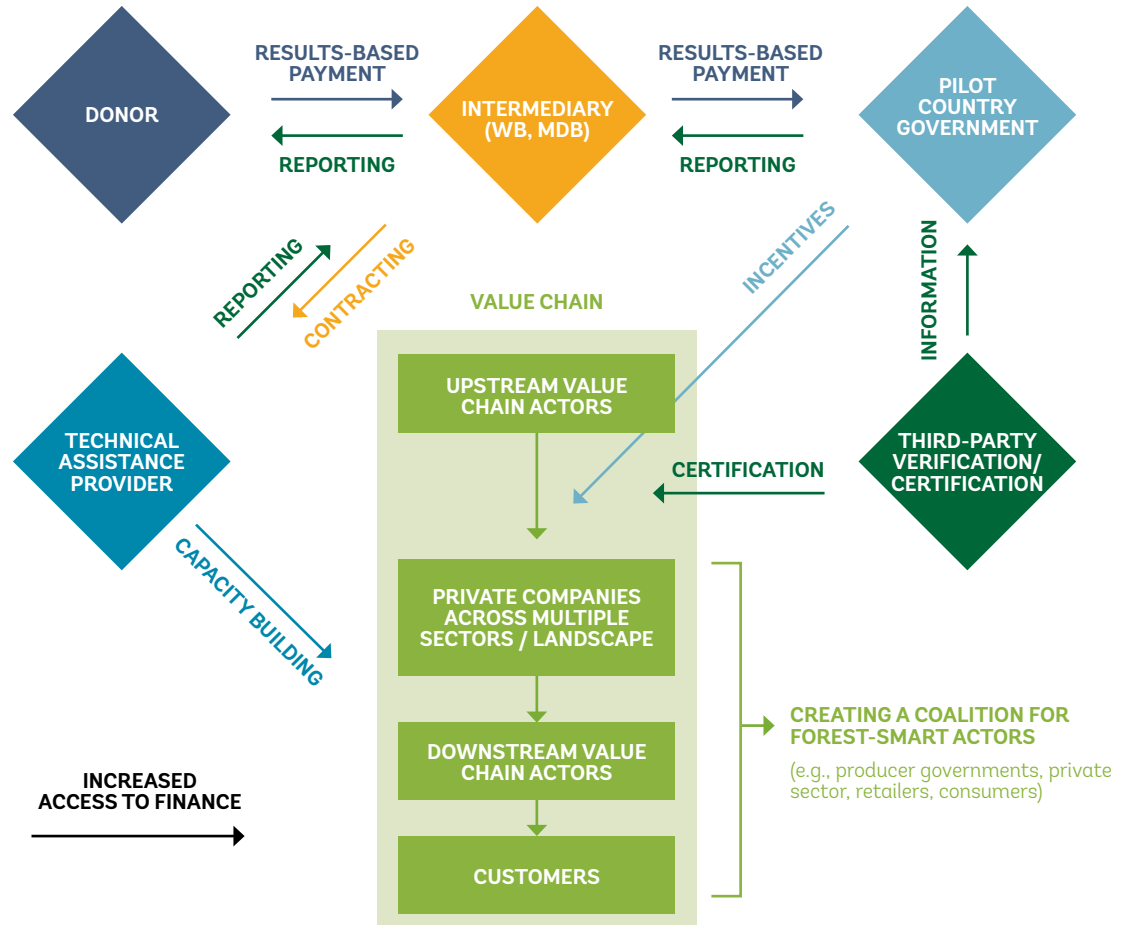 DONOR
RESULTS-BASED
PAYMENT
REPORTING
INTERMEDIARY
(WB, MDB)
RESULTS-BASED
PAYMENT
REPORTING
PILOT
COUNTRY
GOVERNMENT
REPORTING
CONTRACTING
INCENTIVES
INFORMATION
VALUE CHAIN
UPSTREAM VALUE
CHAIN ACTORS
TECHNICAL
ASSISTANCE
PROVIDER
CERTIFICATION
THIRD-PARTY
VERIFICATION/
CERTIFICATION
CAPACITY BUILDING
PRIVATE COMPANIES
ACROSS MULTIPLE
SECTORS / LANDSCAPE
DOWNSTREAM VALUE
CHAIN ACTORS
CREATING A COALITION FOR
FOREST-SMART ACTORS
(e.g., producer governments, private
sector, retailers, consumers)
INCREASED
ACCESS TO FINANCE
CUSTOMERS